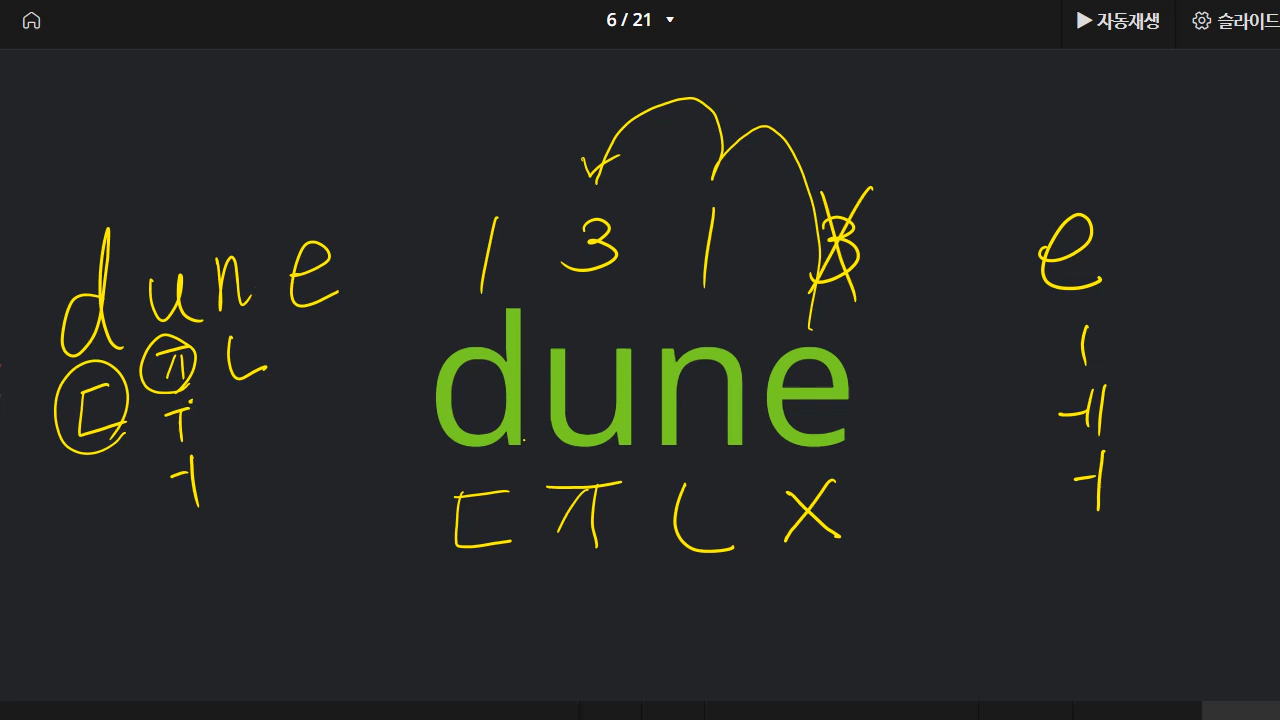 6 / 21 ▼
▶ 자동재생
슬라이드
1 3 1 3
dune
e
ㄷ ㅠ ㄴ
ㅜ
ㅓ
dune
ㄷ ㅠ ㄴ X
ㅣ
ㅔ
ㅓ